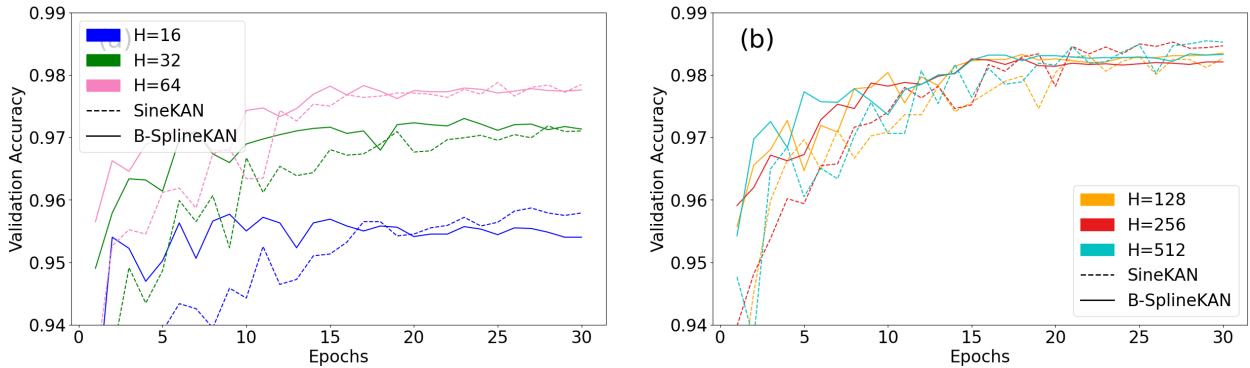 (a)
H=16
H=32
H=64
SineKAN
B-SplineKAN
0.99
0.98
0.97
0.96
0.95
0.94
Validation Accuracy
0 5 10 15 20 25 30
Epochs
(b)
0.99
0.98
0.97
0.96
0.95
0.94
Validation Accuracy
H=128
H=256
H=512
SineKAN
B-SplineKAN
0 5 10 15 20 25 30
Epochs